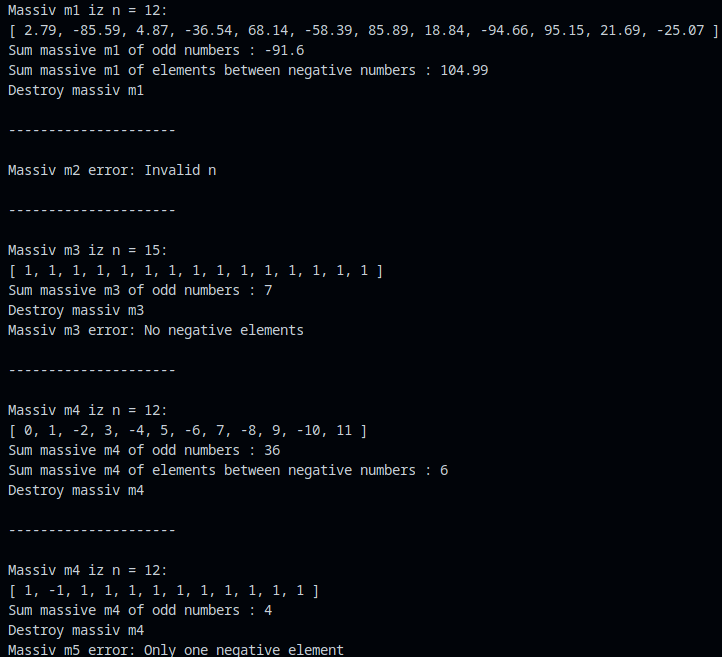 Massiv m1 iz n = 12:
[ 2.79, -85.59, 4.87, -36.54, 68.14, -58.39, 85.89, 18.84, -94.66, 95.15, 21.69, -25.07 ]
Sum massiv m1 of odd numbers : -91.6
Sum massiv m1 of elements between negative numbers : 104.99
Destroy massiv m1
---------------------
Massiv m2 error: Invalid n
---------------------
Massiv m3 iz n = 15:
[ 1, 1, 1, 1, 1, 1, 1, 1, 1, 1, 1, 1, 1, 1, 1 ]
Sum massive m3 of odd numbers : 7
Destroy massiv m3
Massiv m3 error: No negative elements
---------------------
Massiv m4 iz n = 12:
[ 0, 1, -2, 3, -4, 5, -6, 7, -8, 9, -10, 11 ]
Sum massive m4 of odd numbers : 36
Sum massive m4 of elements between negative numbers : 6
Destroy massiv m4
---------------------
Massiv m4 iz n = 12:
[ 1, -1, 1, 1, 1, 1, 1, 1, 1, 1, 1, 1 ]
Sum massive m4 of odd numbers : 4
Destroy massiv m4
Massiv m5 error: Only one negative element